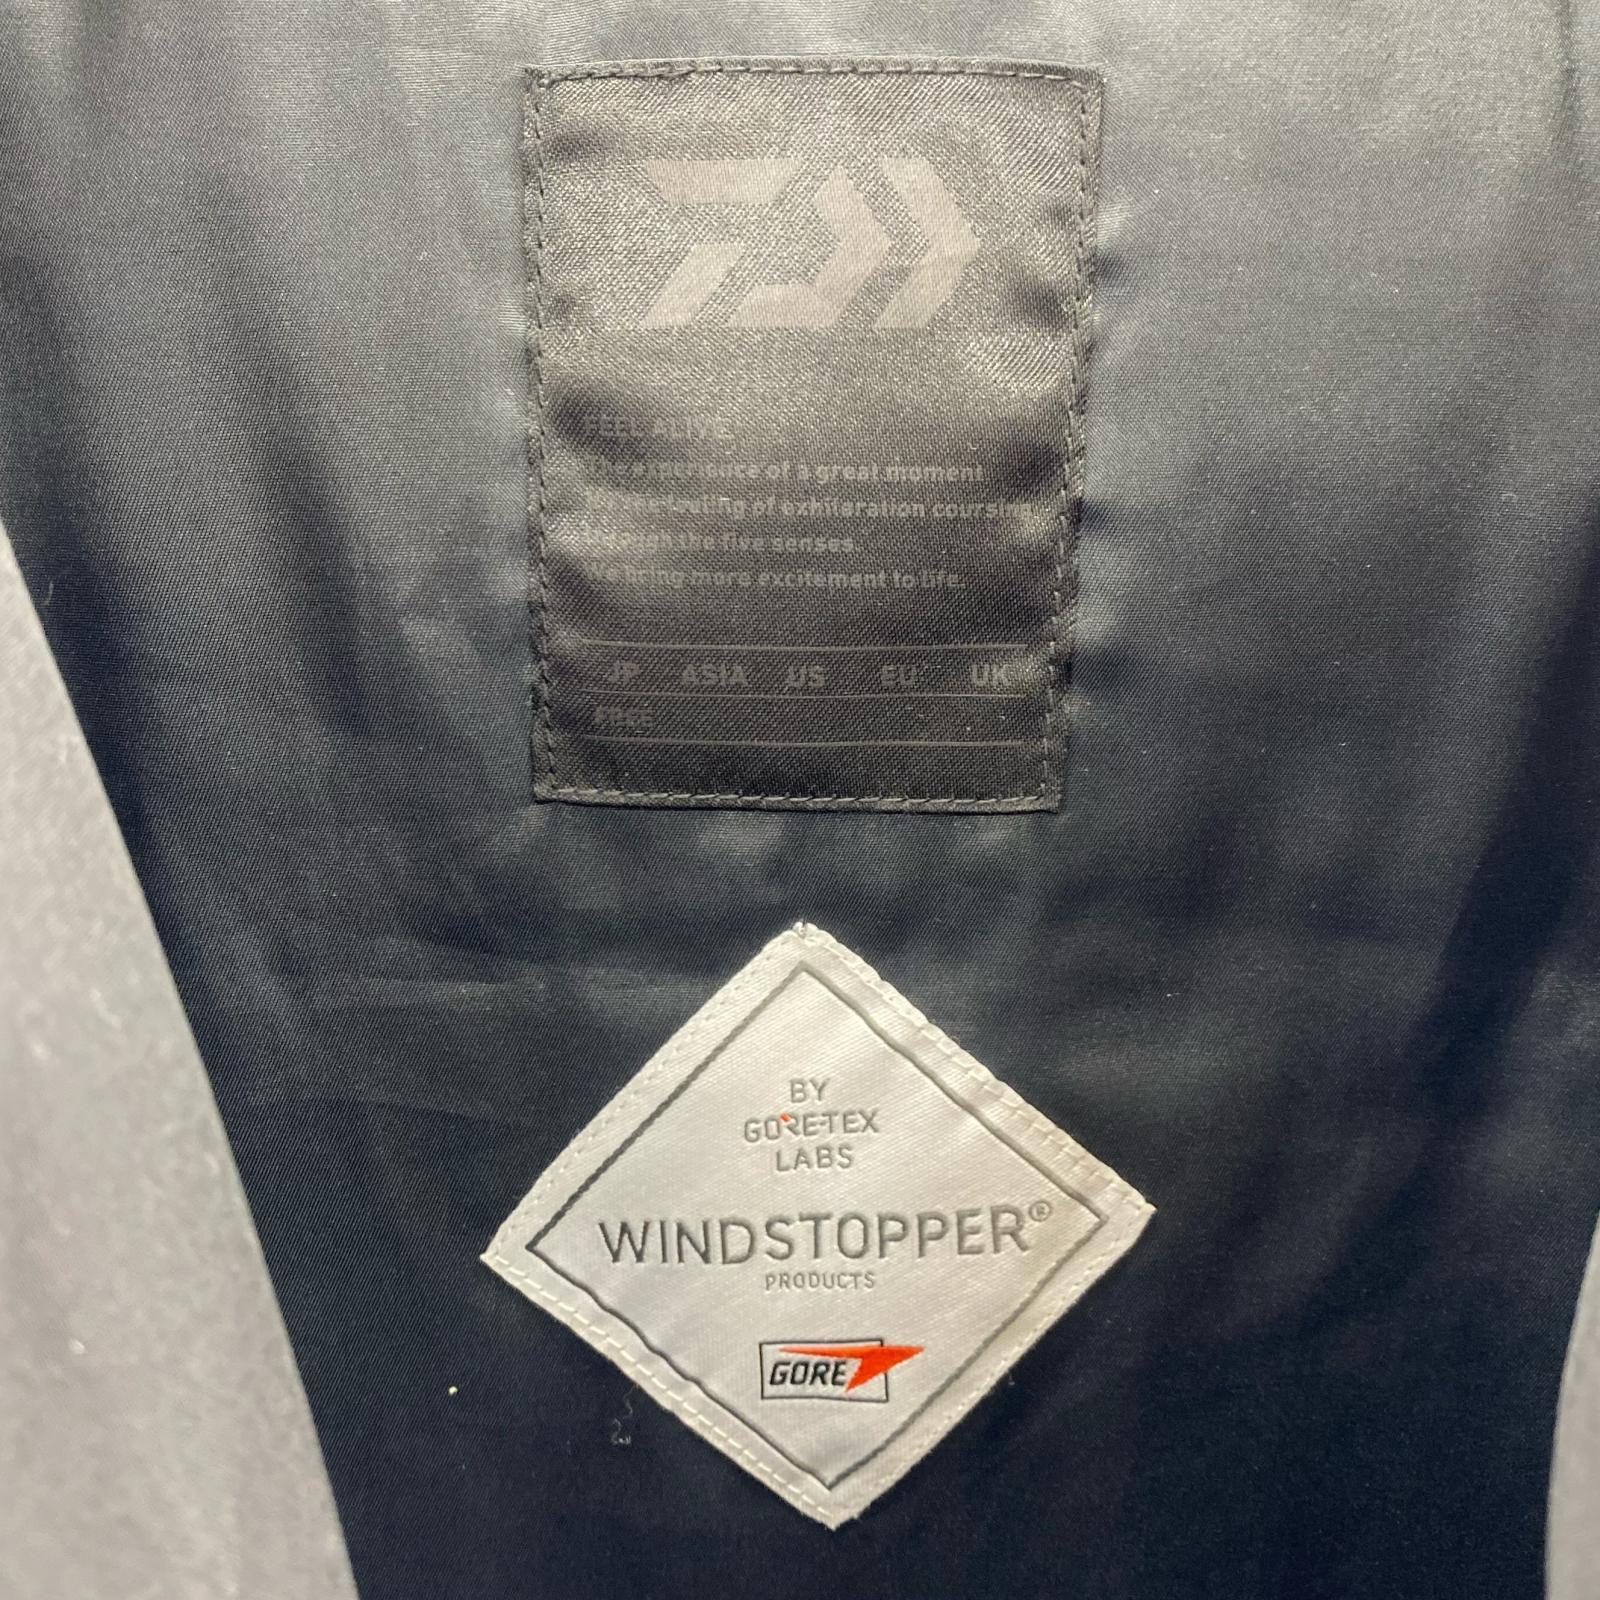 FEEL ALIVE
The experience of a great moment
feeling of exhilaration coursing
through the five senses.
We bring more excitement to life.
JP ASIA US EU UK
FREE
BY
GORE-TEX
LABS
WINDSTOPPER®
PRODUCTS
GORE